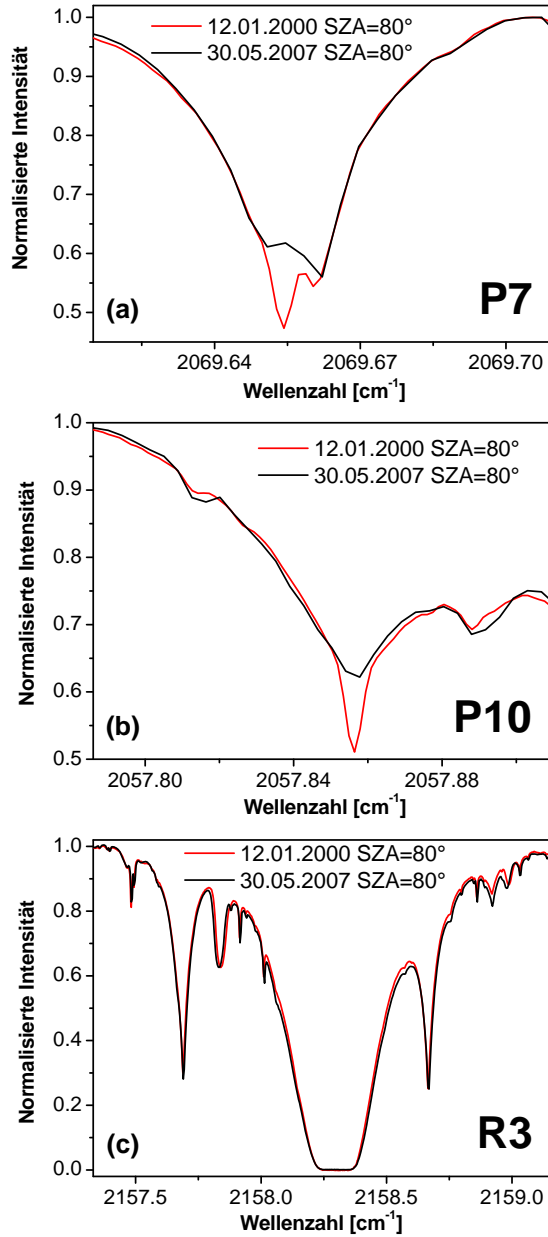 12.01.2000 SZA=80°
30.05.2007 SZA=80°
Normalisierte Intensität
1.0
0.9
0.8
0.7
0.6
0.5
(a)
P7
2069.64
2069.67
2069.70
Wellenzahl [cm-1]
12.01.2000 SZA=80°
30.05.2007 SZA=80°
Normalisierte Intensität
1.0
0.9
0.8
0.7
0.6
0.5
(b)
P10
2057.80
2057.84
2057.88
Wellenzahl [cm-1]
12.01.2000 SZA=80°
30.05.2007 SZA=80°
Normalisierte Intensität
1.0
0.8
0.6
0.4
0.2
0.0
(c)
R3
2157.5
2158.0
2158.5
2159.0
Wellenzahl [cm-1]